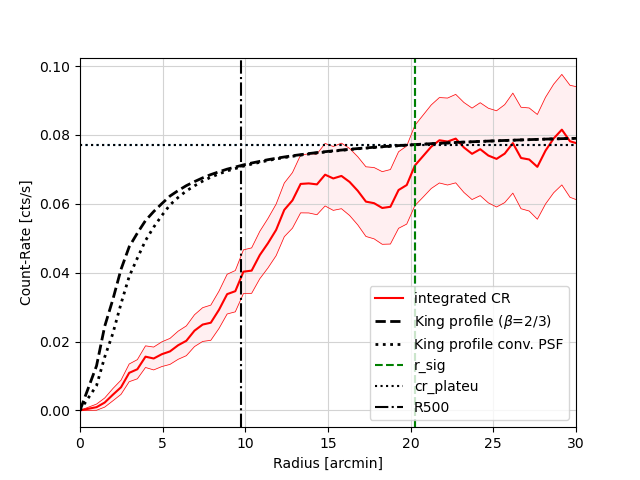 0.10
0.08
0.06
0.04
0.02
0.00
Count-Rate [cts/s]
integrated CR
King profile (β=2/3)
King profile conv. PSF
r_sig
cr_plateu
R500
0 5 10 15 20 25 30
Radius [arcmin]